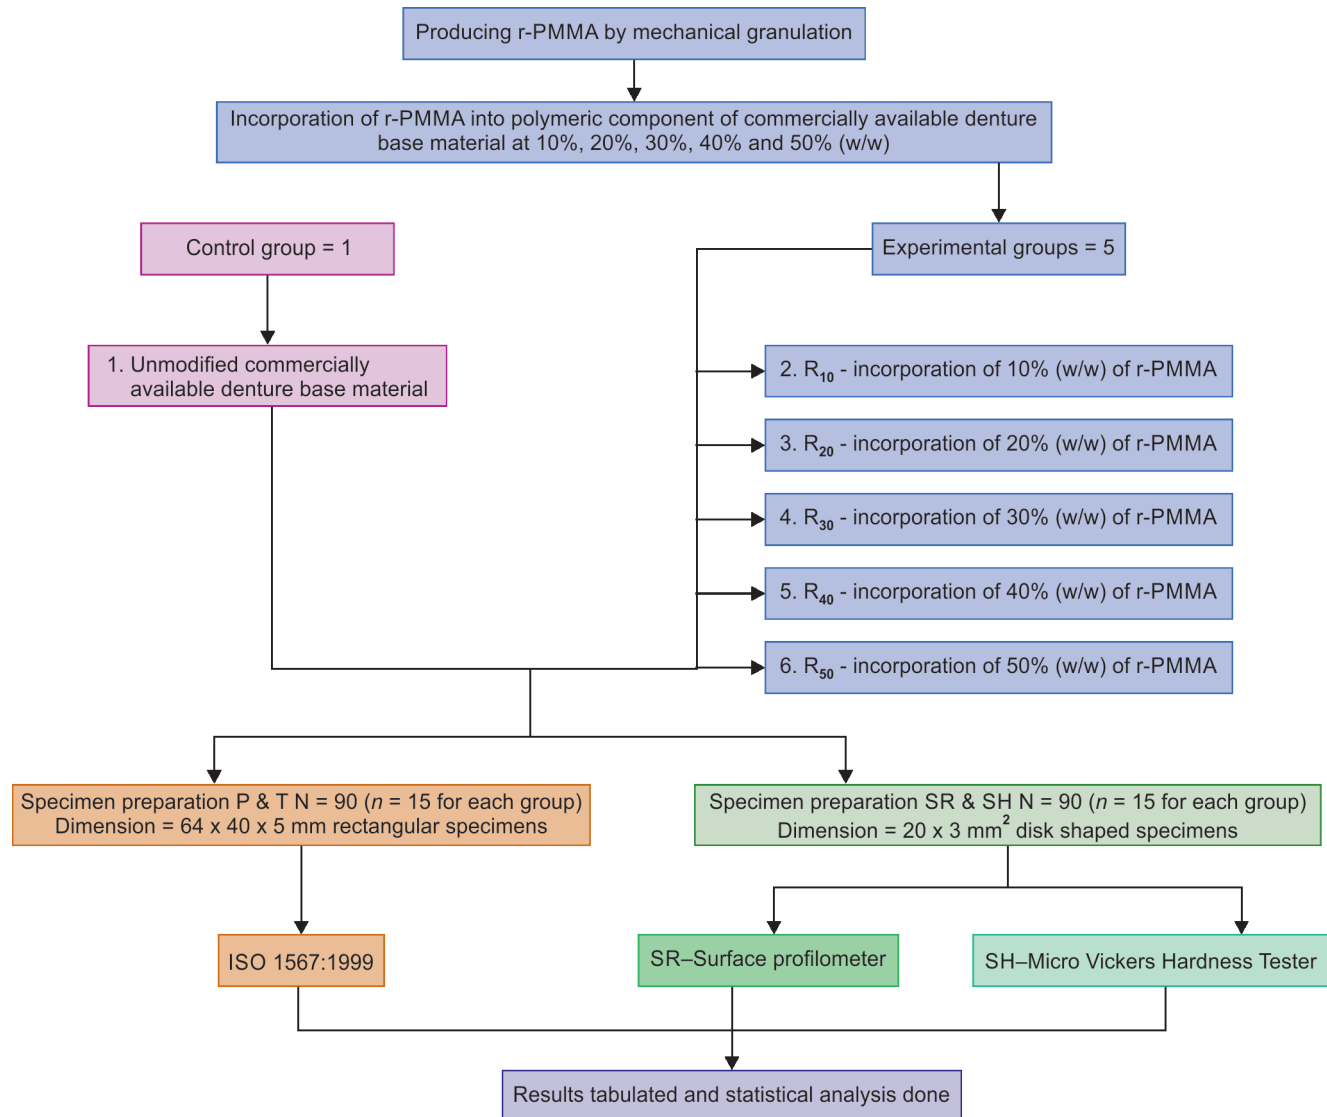 Producing r-PMMA by mechanical granulation
Incorporation of r-PMMA into polymeric component of commercially available denture
base material at 10%, 20%, 30%, 40% and 50% (w/w)
Control group = 1
Experimental groups = 5
1. Unmodified commercially
available denture base material
2. R10 - incorporation of 10% (w/w) of r-PMMA
3. R20 - incorporation of 20% (w/w) of r-PMMA
4. R30 - incorporation of 30% (w/w) of r-PMMA
5. R40 - incorporation of 40% (w/w) of r-PMMA
6. R50 - incorporation of 50% (w/w) of r-PMMA
Specimen preparation P & T N = 90 (n = 15 for each group)
Dimension = 64 x 40 x 5 mm rectangular specimens
Specimen preparation SR & SH N = 90 (n = 15 for each group)
Dimension = 20 x 3 mm² disk shaped specimens
ISO 1567:1999
SR–Surface profilometer
SH–Micro Vickers Hardness Tester
Results tabulated and statistical analysis done